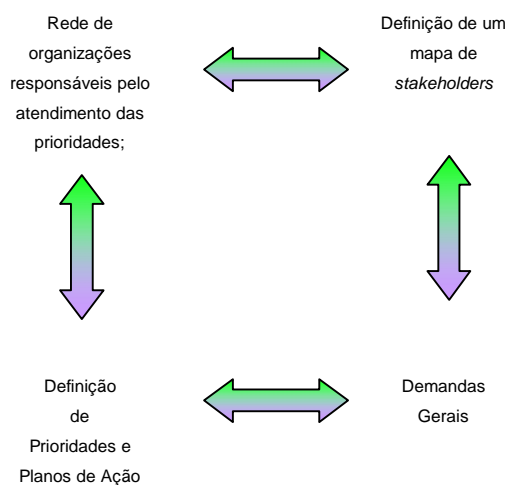 Rede de
organizações
responsáveis pelo
atendimento das
prioridades;
Definição de um
mapa de
stakeholders
Definição
de
Prioridades e
Planos de Ação
Demandas
Gerais